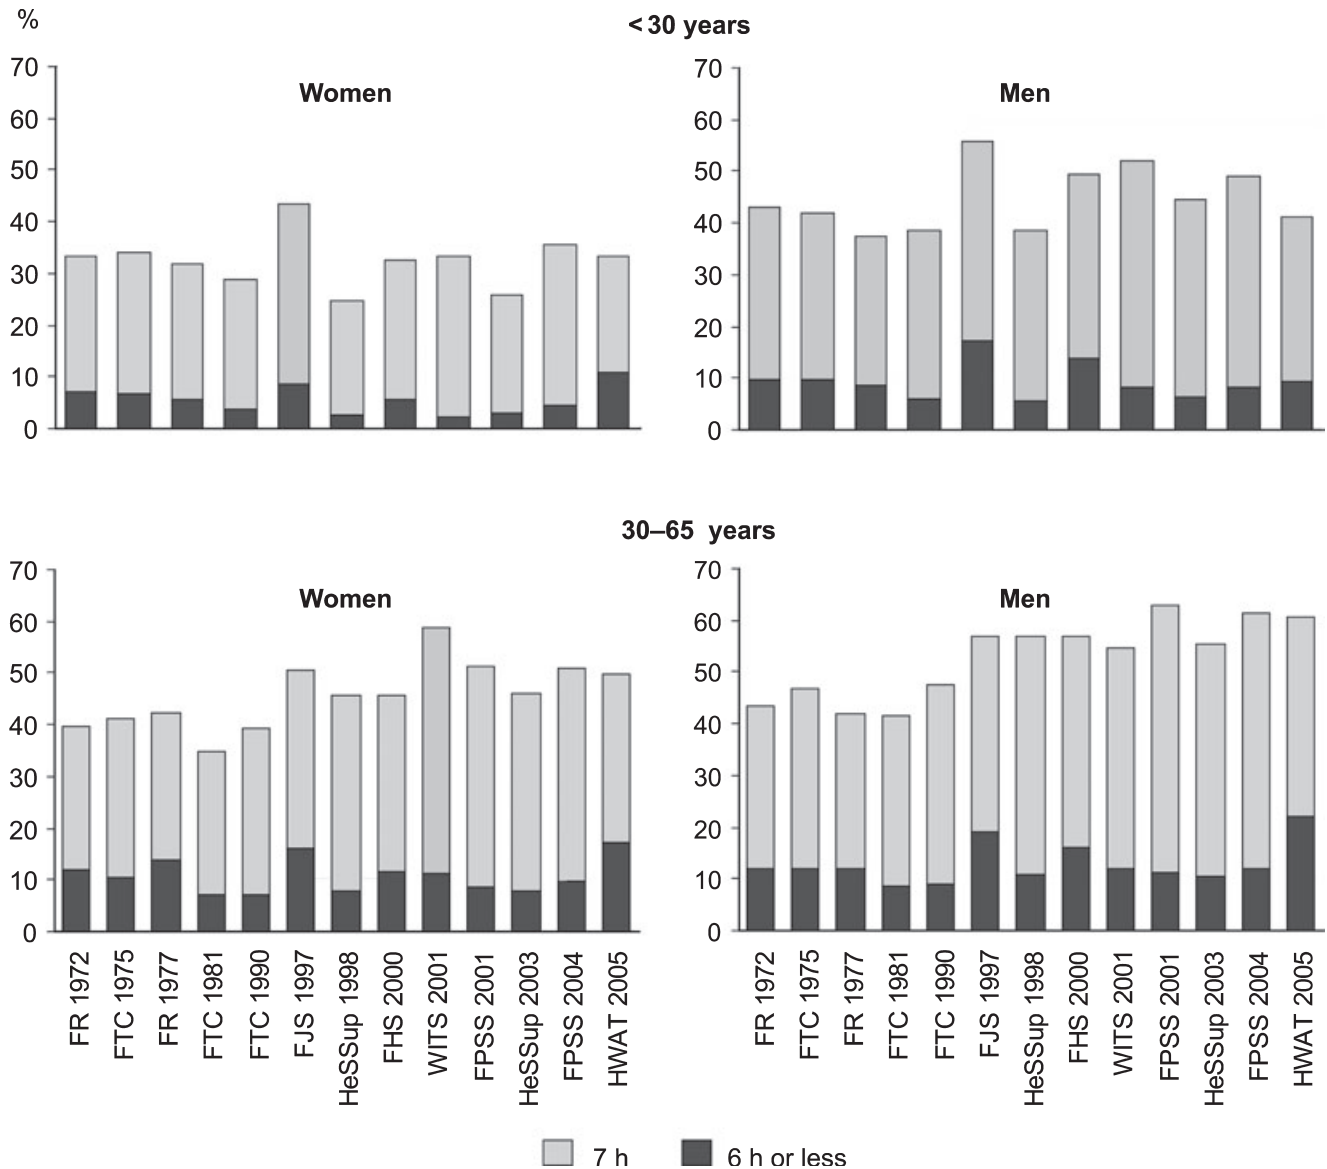 %
< 30 years
Women
70
60
50
40
30
20
10
0
Men
70
60
50
40
30
20
10
0
30–65 years
Women
70
60
50
40
30
20
10
0
FR 1972
FTC 1975
FR 1977
FTC 1981
FTC 1990
FJS 1997
HeSSup 1998
FHS 2000
WITS 2001
FPSS 2001
HeSSup 2003
FPSS 2004
HWAT 2005
Men
70
60
50
40
30
20
10
0
FR 1972
FTC 1975
FR 1977
FTC 1981
FTC 1990
FJS 1997
HeSSup 1998
FHS 2000
WITS 2001
FPSS 2001
HeSSup 2003
FPSS 2004
HWAT 2005
7 h
6 h or less